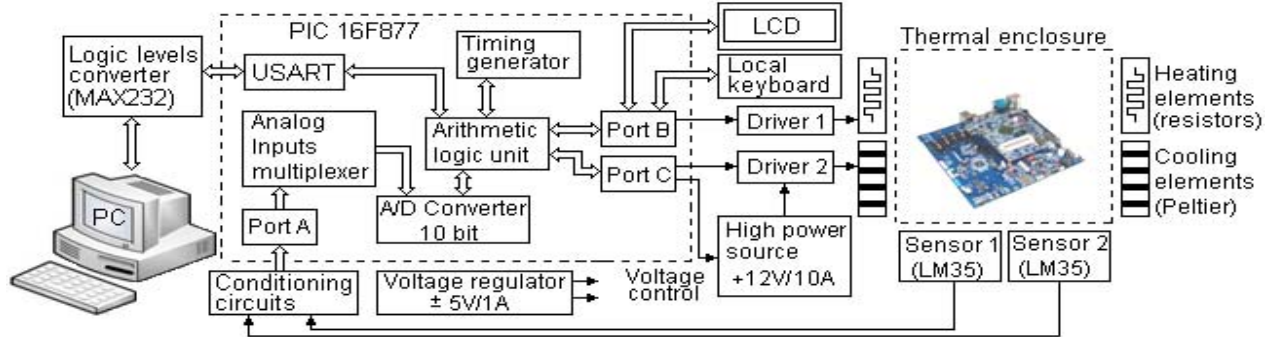 PIC 16F877
LCD
Thermal enclosure
Logic levels
converter
(MAX232)
USART
Timing
generator
Local
keyboard
Heating
elements
(resistors)
Analog
Inputs
multiplexer
Arithmetic
logic unit
Port B
Driver 1
Port C
Driver 2
Cooling
elements
(Peltier)
PC
Port A
A/D Converter
10 bit
High power
source
+12V/10A
Sensor 1
(LM35)
Sensor 2
(LM35)
Conditioning
circuits
Voltage regulator
± 5V/1A
Voltage
control